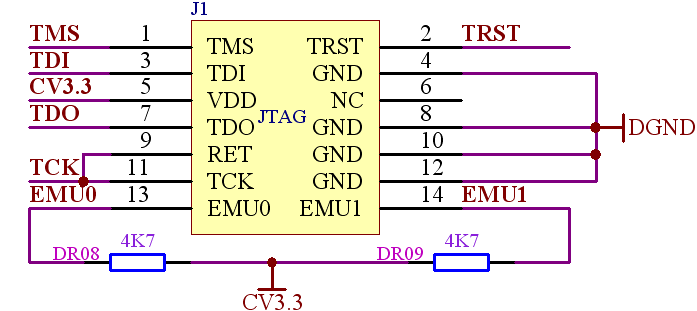 J1
TMS 1 TMS TRST 2 TRST
TDI 3 TDI GND 4
CV3.3 5 VDD NC 6
TDO 7 TDO JTAG GND 8 DGND
9 RET GND 10
TCK 11 TCK GND 12
EMU0 13 EMU0 EMU1 14 EMU1
DR08 4K7 DR09 4K7
CV3.3